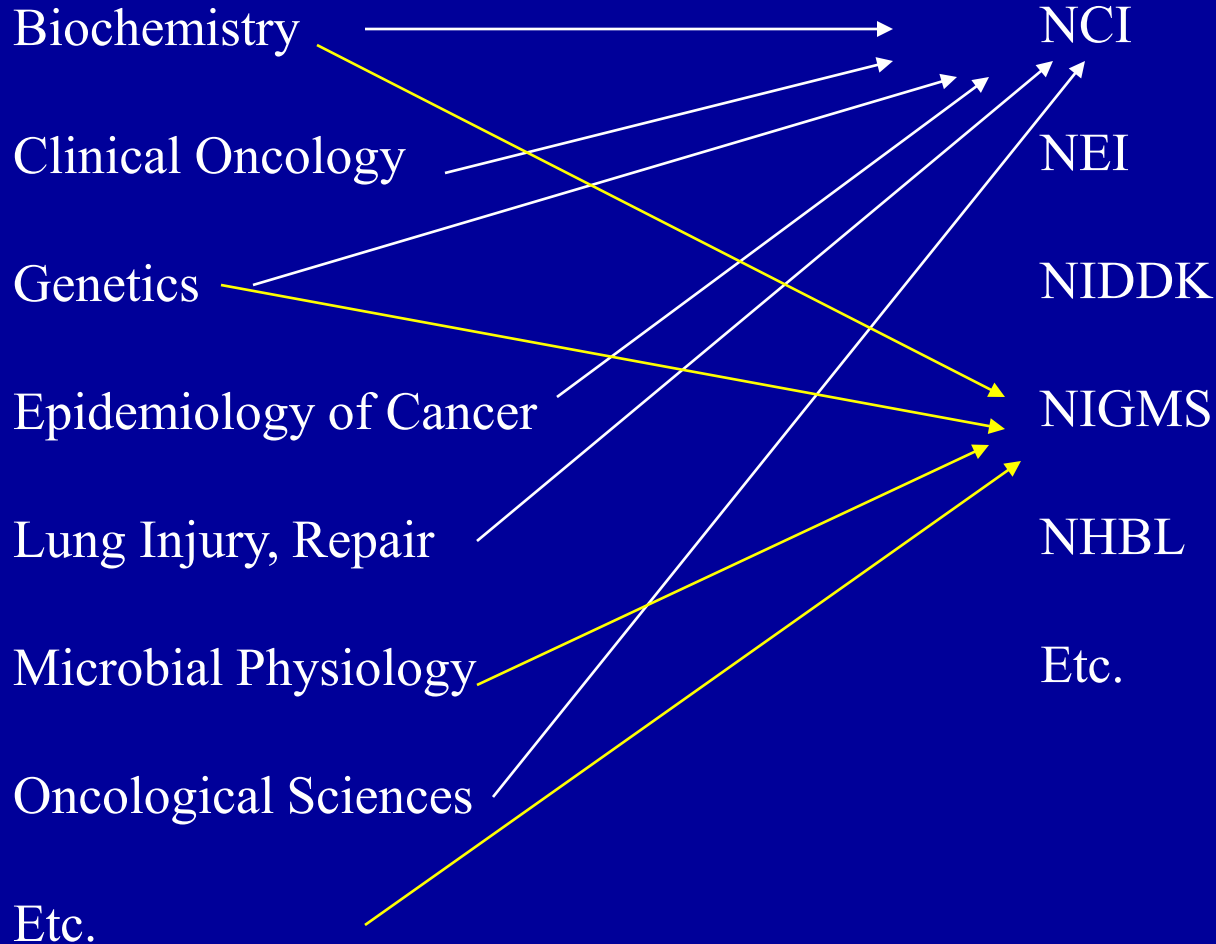 Biochemistry
NCI
Clinical Oncology
NEI
Genetics
NIDDK
Epidemiology of Cancer
NIGMS
Lung Injury, Repair
NHBL
Microbial Physiology
Etc.
Oncological Sciences
Etc.